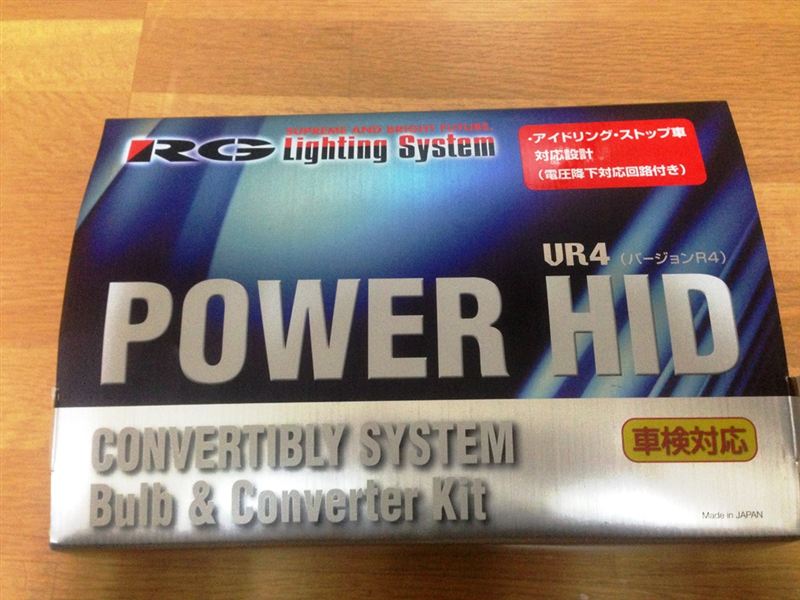 SUPREME AND BRIGHT FUTURE
RG Lighting System
・アイドリング・ストップ車
対応設計
(電圧降下対応回路付き)
VR4 (バージョンR4)
POWER HID
CONVERTIBLY SYSTEM
Bulb & Converter Kit
車検対応
Made in JAPAN